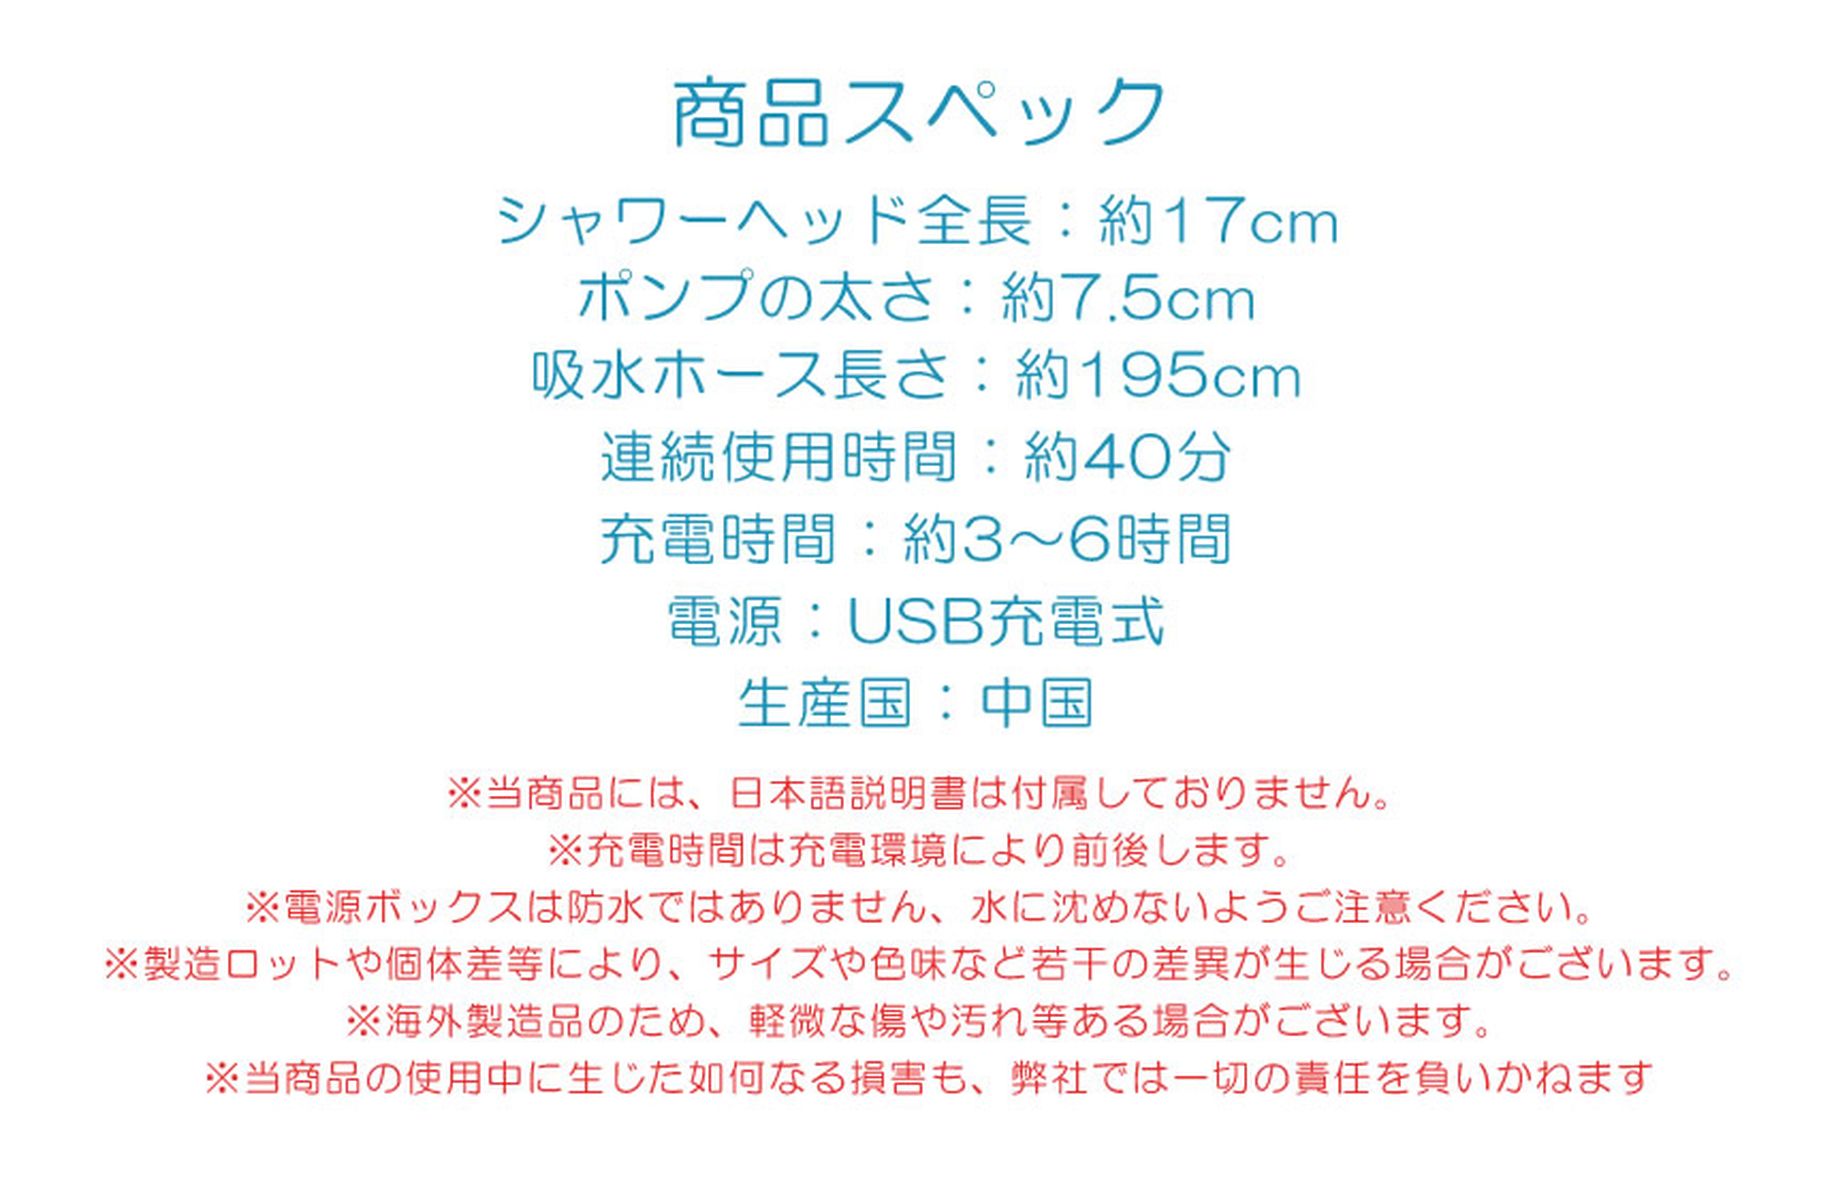 商品スペック
シャワーヘッド全長：約17cm
ポンプの太さ：約7.5cm
吸水ホース長さ：約195cm
連続使用時間：約40分
充電時間：約3〜6時間
電源：USB充電式
生産国：中国
※当商品には、日本語説明書は付属しておりません。
※充電時間は充電環境により前後します。
※電源ボックスは防水ではありません、水に沈めないようご注意ください。
※製造ロットや個体差等により、サイズや色味など若干の差異が生じる場合がございます。
※海外製造品のため、軽微な傷や汚れ等ある場合がございます。
※当商品の使用中に生じた如何なる損害も、弊社では一切の責任を負いかねます